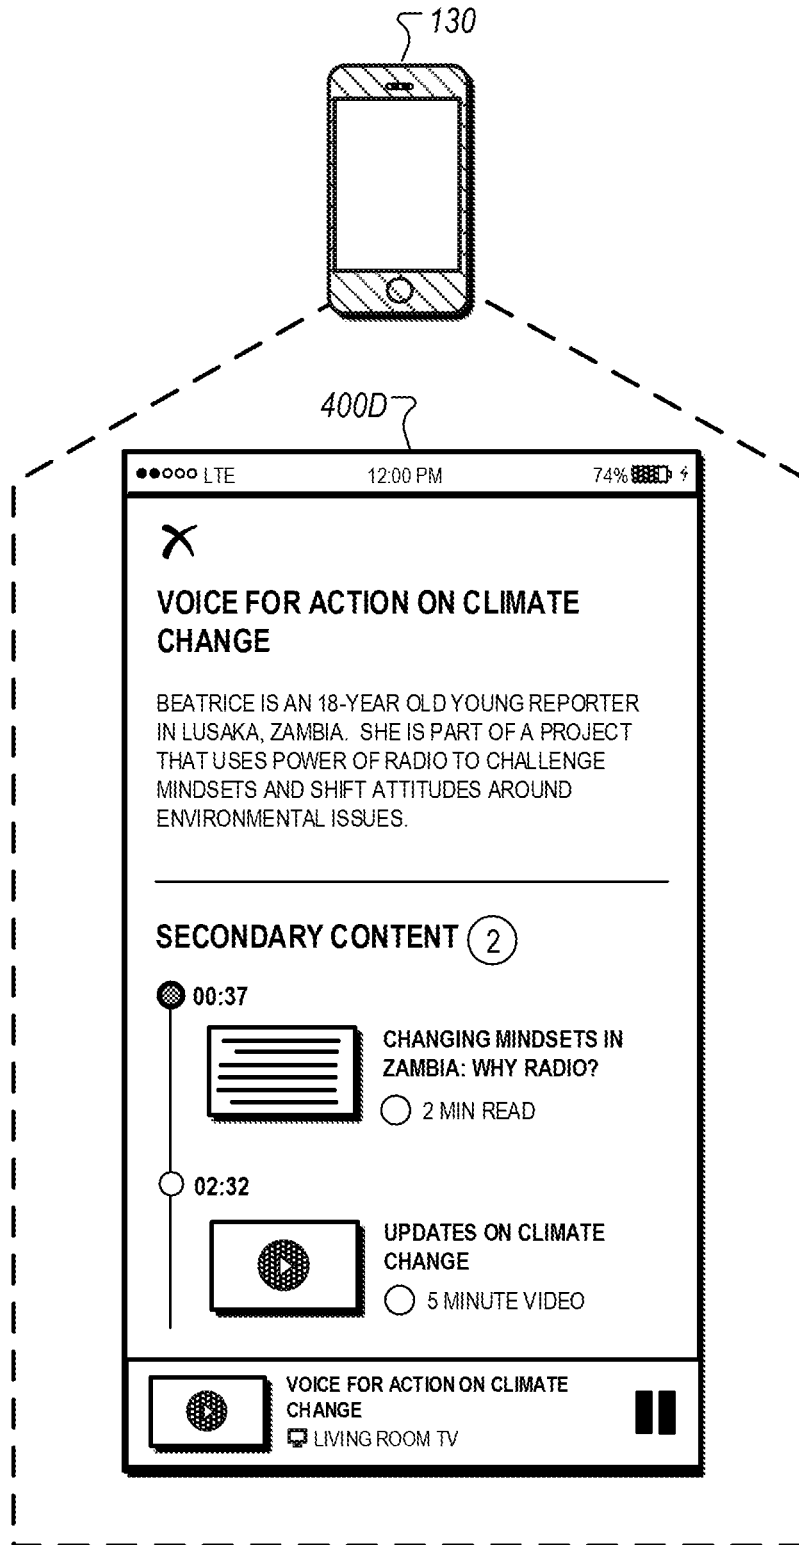 130
400D
LTE 12:00 PM 74%
VOICE FOR ACTION ON CLIMATE
CHANGE
BEATRICE IS AN 18-YEAR OLD YOUNG REPORTER
IN LUSAKA, ZAMBIA. SHE IS PART OF A PROJECT
THAT USES POWER OF RADIO TO CHALLENGE
MINDSETS AND SHIFT ATTITUDES AROUND
ENVIRONMENTAL ISSUES.
SECONDARY CONTENT 2
00:37
CHANGING MINDSETS IN
ZAMBIA: WHY RADIO?
2 MIN READ
02:32
UPDATES ON CLIMATE
CHANGE
5 MINUTE VIDEO
VOICE FOR ACTION ON CLIMATE
CHANGE
LIVING ROOM TV